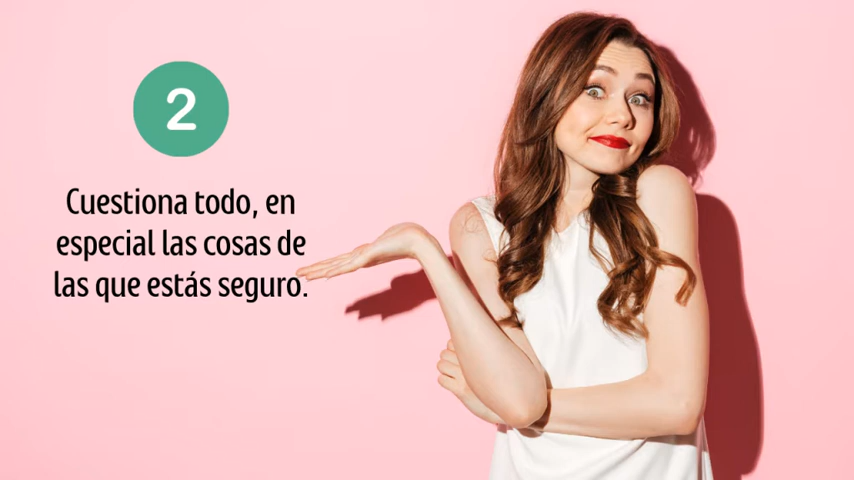 2
Cuestiona todo, en
especial las cosas de
las que estás seguro.